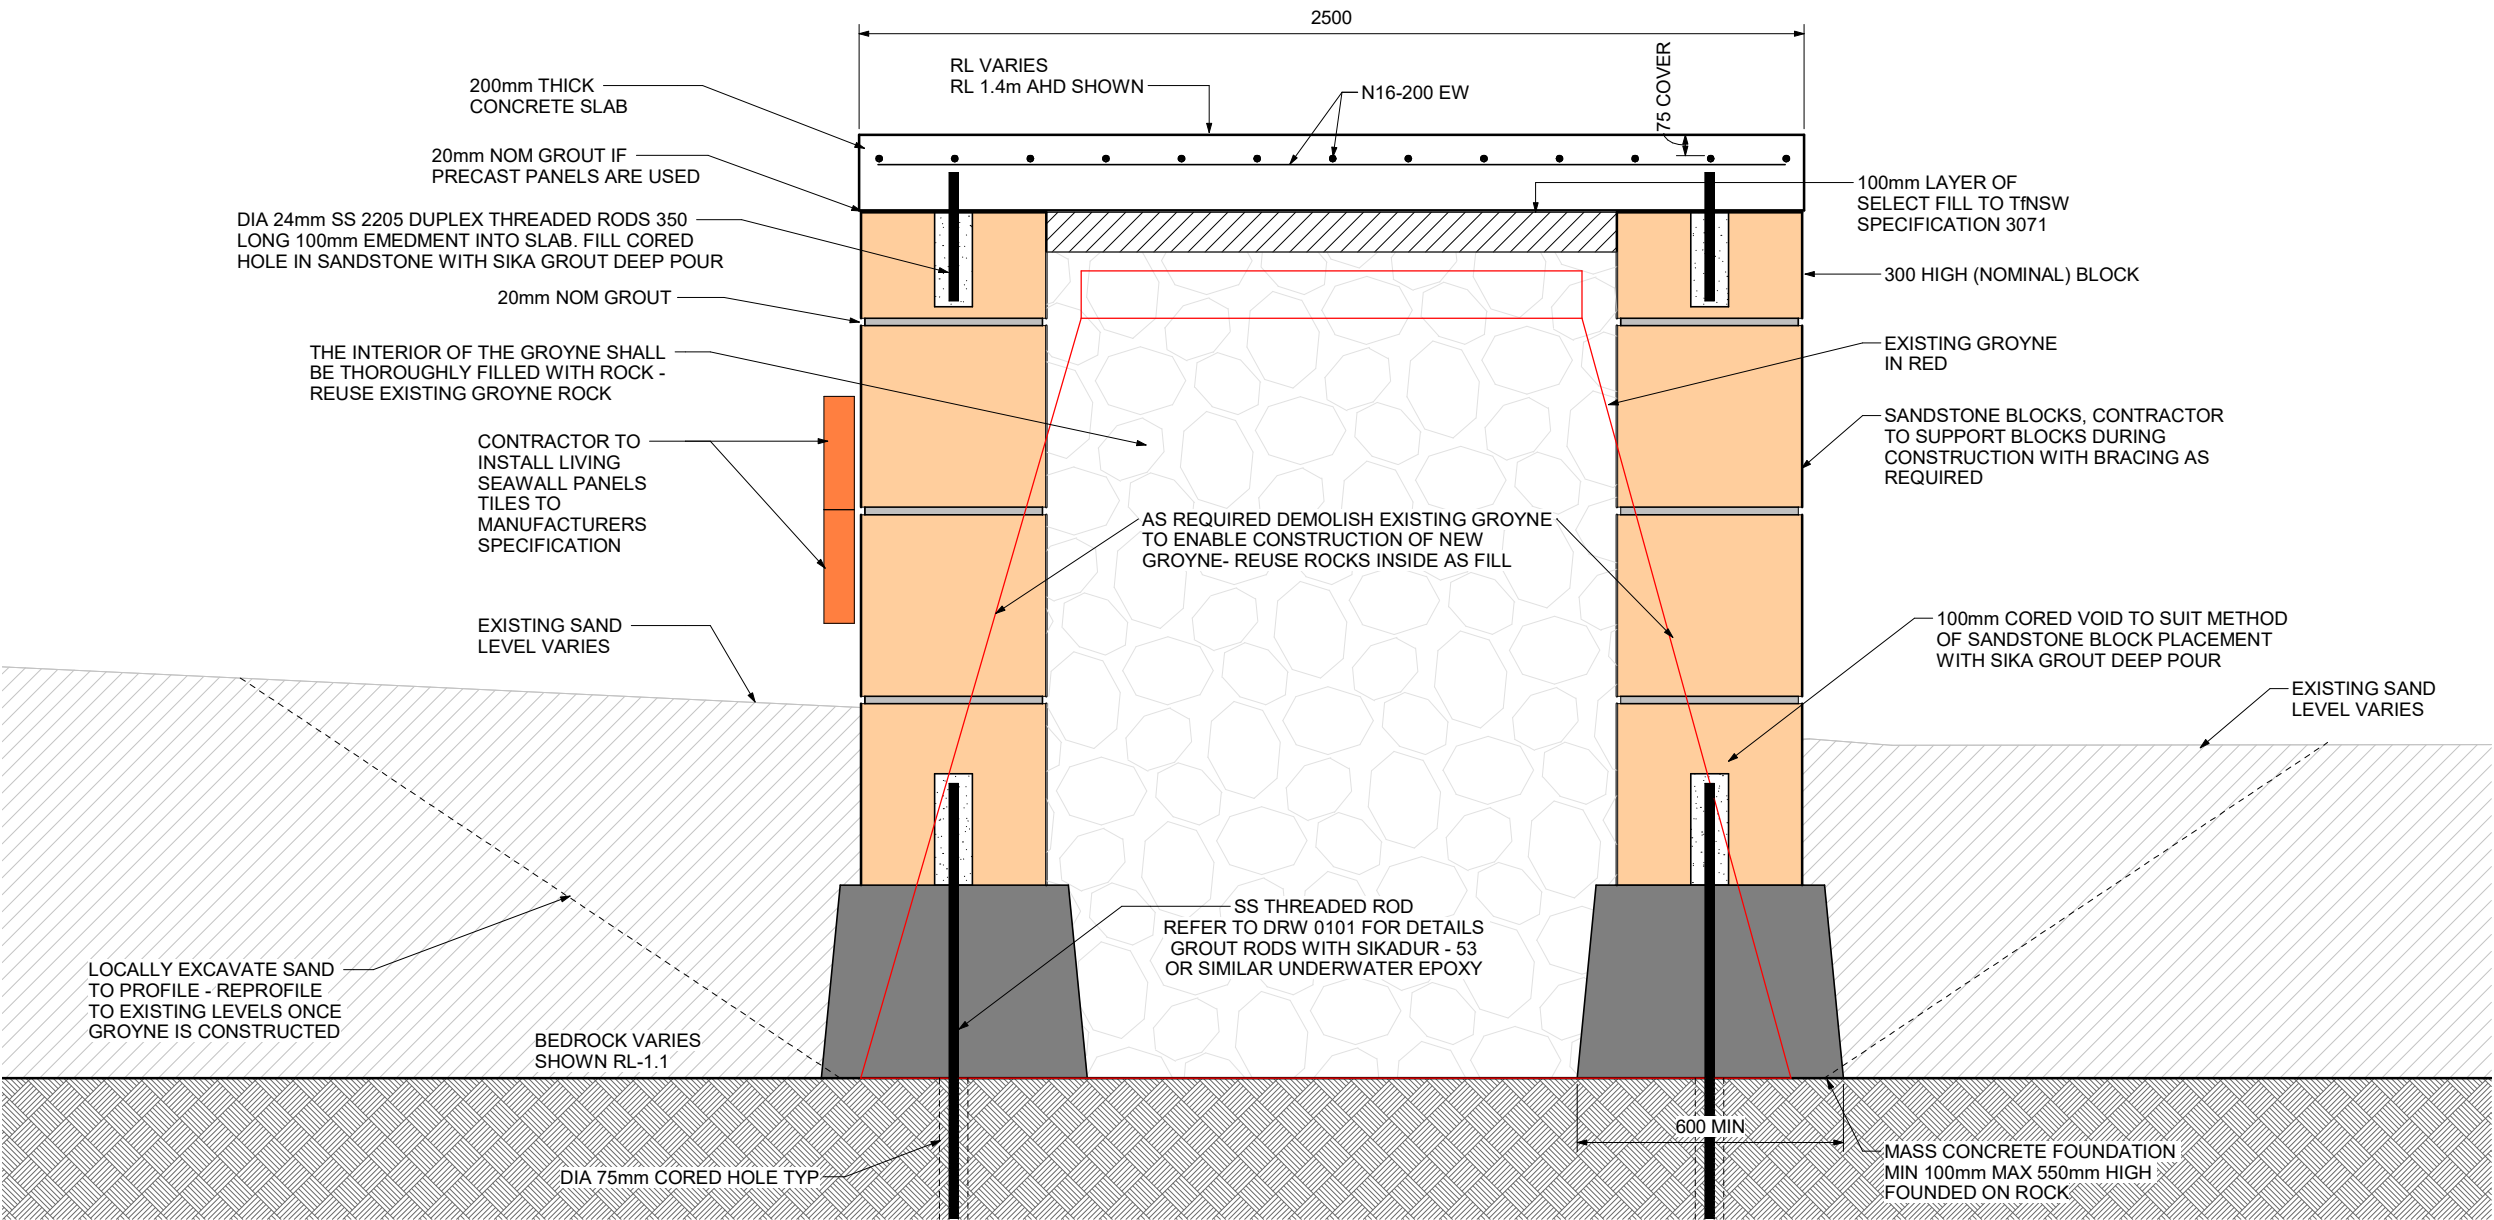 2500
RL VARIES
RL 1.4m AHD SHOWN
75 COVER
N16-200 EW
200mm THICK
CONCRETE SLAB
20mm NOM GROUT IF
PRECAST PANELS ARE USED
DIA 24mm SS 2205 DUPLEX THREADED RODS 350
LONG 100mm EMEDMENT INTO SLAB. FILL CORED
HOLE IN SANDSTONE WITH SIKA GROUT DEEP POUR
20mm NOM GROUT
THE INTERIOR OF THE GROYNE SHALL
BE THOROUGHLY FILLED WITH ROCK -
REUSE EXISTING GROYNE ROCK
CONTRACTOR TO
INSTALL LIVING
SEAWALL PANELS
TILES TO
MANUFACTURERS
SPECIFICATION
EXISTING SAND
LEVEL VARIES
LOCALLY EXCAVATE SAND
TO PROFILE - REPROFILE
TO EXISTING LEVELS ONCE
GROYNE IS CONSTRUCTED
BEDROCK VARIES
SHOWN RL-1.1
DIA 75mm CORED HOLE TYP
AS REQUIRED DEMOLISH EXISTING GROYNE
TO ENABLE CONSTRUCTION OF NEW
GROYNE- REUSE ROCKS INSIDE AS FILL
SS THREADED ROD
REFER TO DRW 0101 FOR DETAILS
GROUT RODS WITH SIKADUR - 53
OR SIMILAR UNDERWATER EPOXY
100mm LAYER OF
SELECT FILL TO TfNSW
SPECIFICATION 3071
300 HIGH (NOMINAL) BLOCK
EXISTING GROYNE
IN RED
SANDSTONE BLOCKS, CONTRACTOR
TO SUPPORT BLOCKS DURING
CONSTRUCTION WITH BRACING AS
REQUIRED
100mm CORED VOID TO SUIT METHOD
OF SANDSTONE BLOCK PLACEMENT
WITH SIKA GROUT DEEP POUR
EXISTING SAND
LEVEL VARIES
600 MIN
MASS CONCRETE FOUNDATION
MIN 100mm MAX 550mm HIGH
FOUNDED ON ROCK